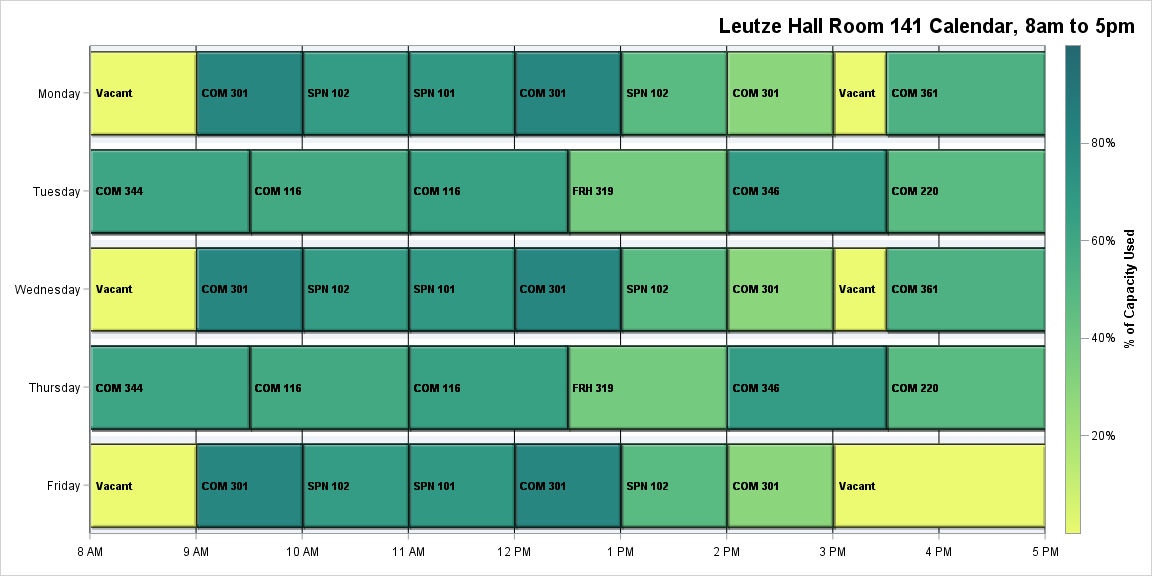 Leutze Hall Room 141 Calendar, 8am to 5pm
Monday
Vacant
COM 301
SPN 102
SPN 101
COM 301
SPN 102
COM 301
Vacant
COM 361
Tuesday
COM 344
COM 116
COM 116
FRH 319
COM 346
COM 220
Wednesday
Vacant
COM 301
SPN 102
SPN 101
COM 301
SPN 102
COM 301
Vacant
COM 361
Thursday
COM 344
COM 116
COM 116
FRH 319
COM 346
COM 220
Friday
Vacant
COM 301
SPN 102
SPN 101
COM 301
SPN 102
COM 301
Vacant
8 AM
9 AM
10 AM
11 AM
12 PM
1 PM
2 PM
3 PM
4 PM
5 PM
80%
60%
40%
20%
% of Capacity Used